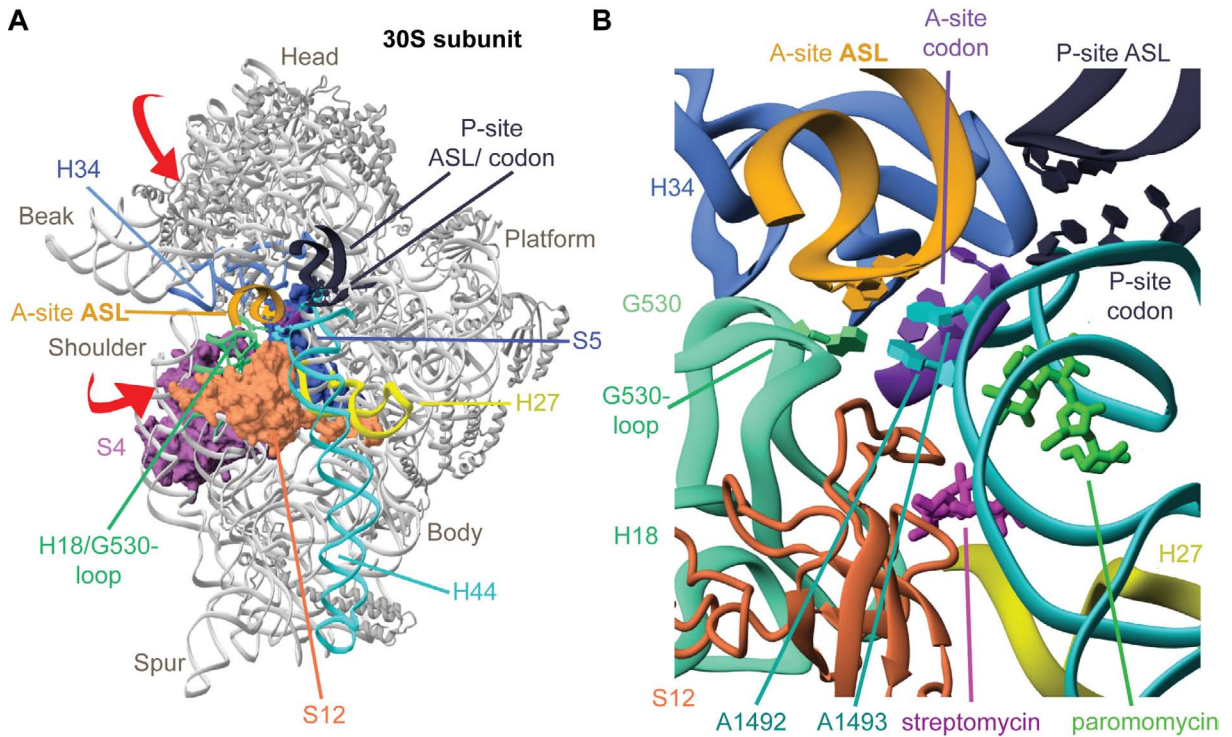 A
30S subunit
Head
P-site
ASL/ codon
H34
Beak
Platform
A-site ASL
Shoulder
S5
H27
S4
H18/G530-
loop
Body
H44
Spur
S12
B
A-site ASL
A-site
codon
P-site ASL
H34
G530
P-site
codon
G530-
loop
H18
H27
S12
A1492
A1493
streptomycin
paromomycin